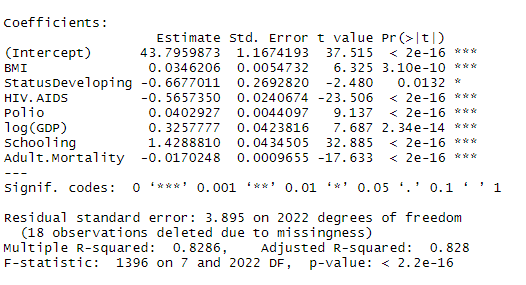 Coefficients:
Estimate Std. Error t value Pr(>|t|)
(Intercept) 43.7959873 1.1674193 37.515 < 2e-16 ***
BMI 0.0346206 0.0054732 6.325 3.10e-10 ***
StatusDeveloping -0.6677011 0.2692820 -2.480 0.0132 *
HIV.AIDS -0.5657350 0.0240674 -23.506 < 2e-16 ***
Polio 0.0402927 0.0044097 9.137 < 2e-16 ***
log(GDP) 0.3257777 0.0423816 7.687 2.34e-14 ***
Schooling 1.4288810 0.0434505 32.885 < 2e-16 ***
Adult.Mortality -0.0170248 0.0009655 -17.633 < 2e-16 ***
---
Signif. codes: 0 ‘***’ 0.001 ‘**’ 0.01 ‘*’ 0.05 ‘.’ 0.1 ‘ ’ 1
Residual standard error: 3.895 on 2022 degrees of freedom
(18 observations deleted due to missingness)
Multiple R-squared: 0.8286, Adjusted R-squared: 0.828
F-statistic: 1396 on 7 and 2022 DF, p-value: < 2.2e-16